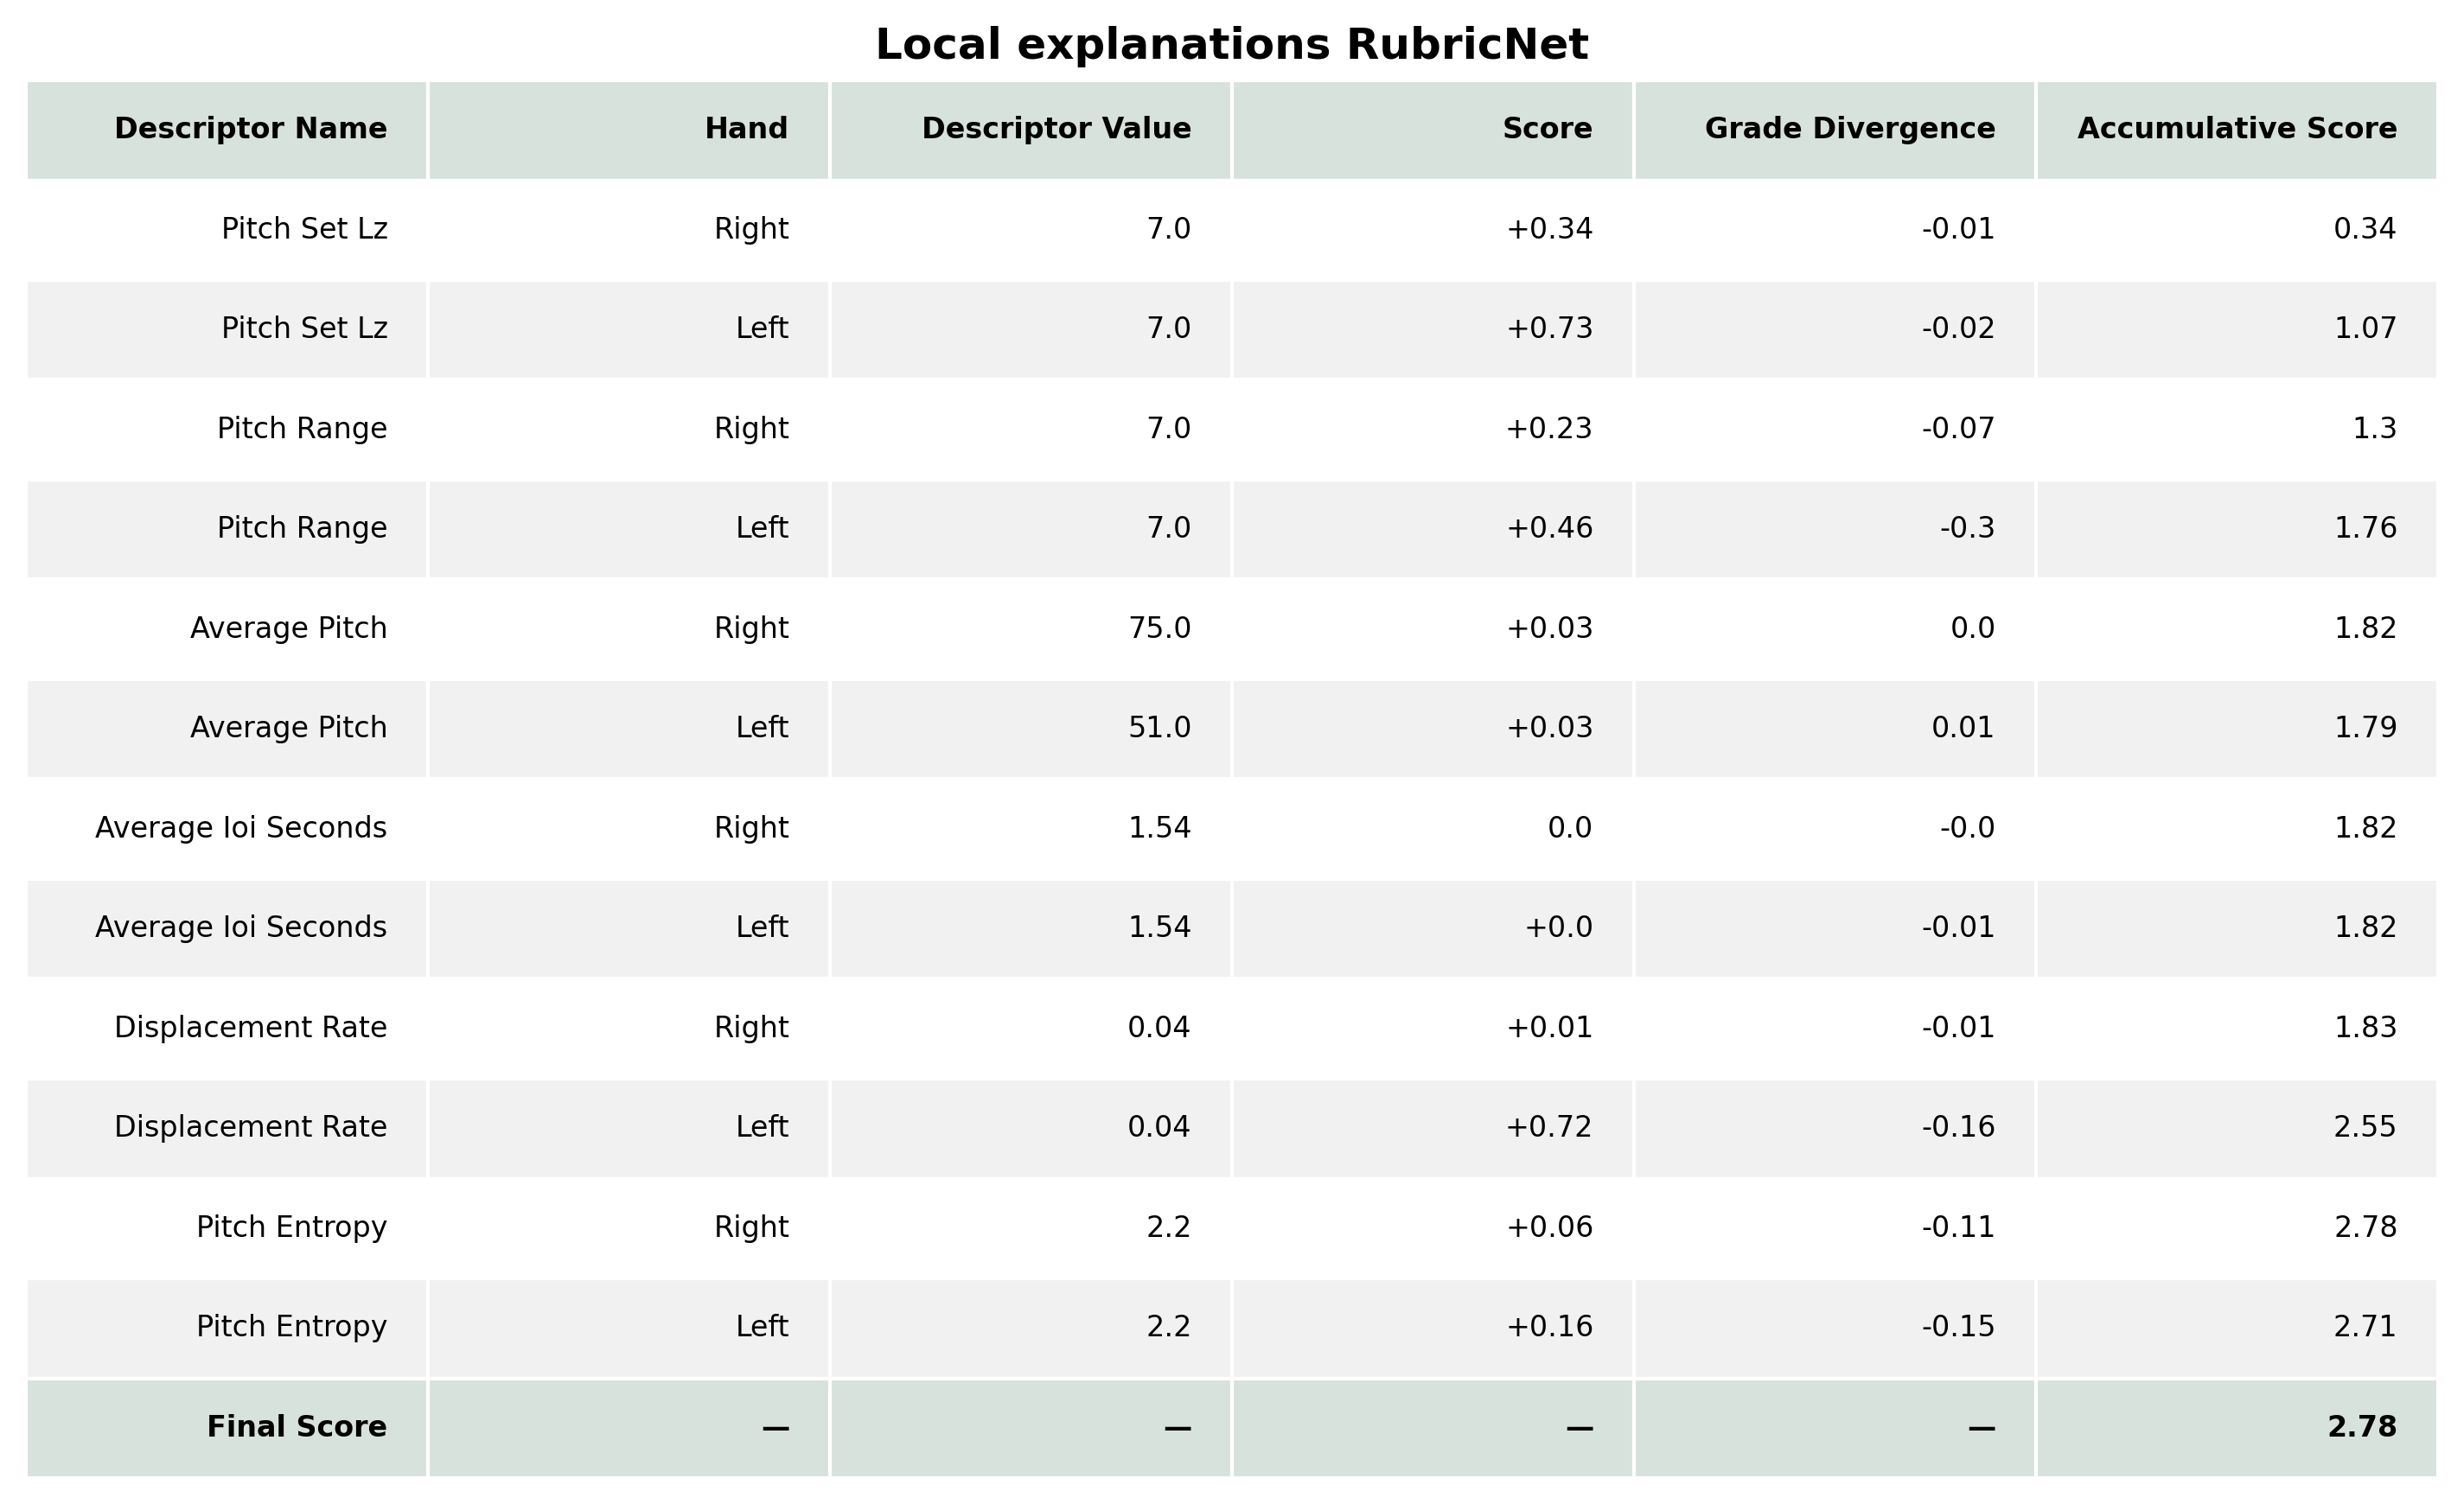 Local explanations RubricNet
Descriptor Name Hand Descriptor Value Score Grade Divergence Accumulative Score
Pitch Set Lz Right 7.0 +0.34 -0.01 0.34
Pitch Set Lz Left 7.0 +0.73 -0.02 1.07
Pitch Range Right 7.0 +0.23 -0.07 1.3
Pitch Range Left 7.0 +0.46 -0.3 1.76
Average Pitch Right 75.0 +0.03 0.0 1.82
Average Pitch Left 51.0 +0.03 0.01 1.79
Average Ioi Seconds Right 1.54 0.0 -0.0 1.82
Average Ioi Seconds Left 1.54 +0.0 -0.01 1.82
Displacement Rate Right 0.04 +0.01 -0.01 1.83
Displacement Rate Left 0.04 +0.72 -0.16 2.55
Pitch Entropy Right 2.2 +0.06 -0.11 2.78
Pitch Entropy Left 2.2 +0.16 -0.15 2.71
Final Score — — — — 2.78